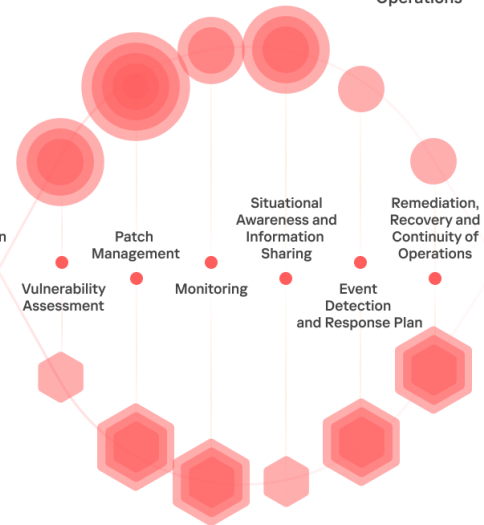 Operations
n
Situational
Awareness and
Information
Sharing
Remediation,
Recovery and
Continuity of
Operations
Patch
Management
Vulnerability
Assessment
Monitoring
Event
Detection
and Response Plan